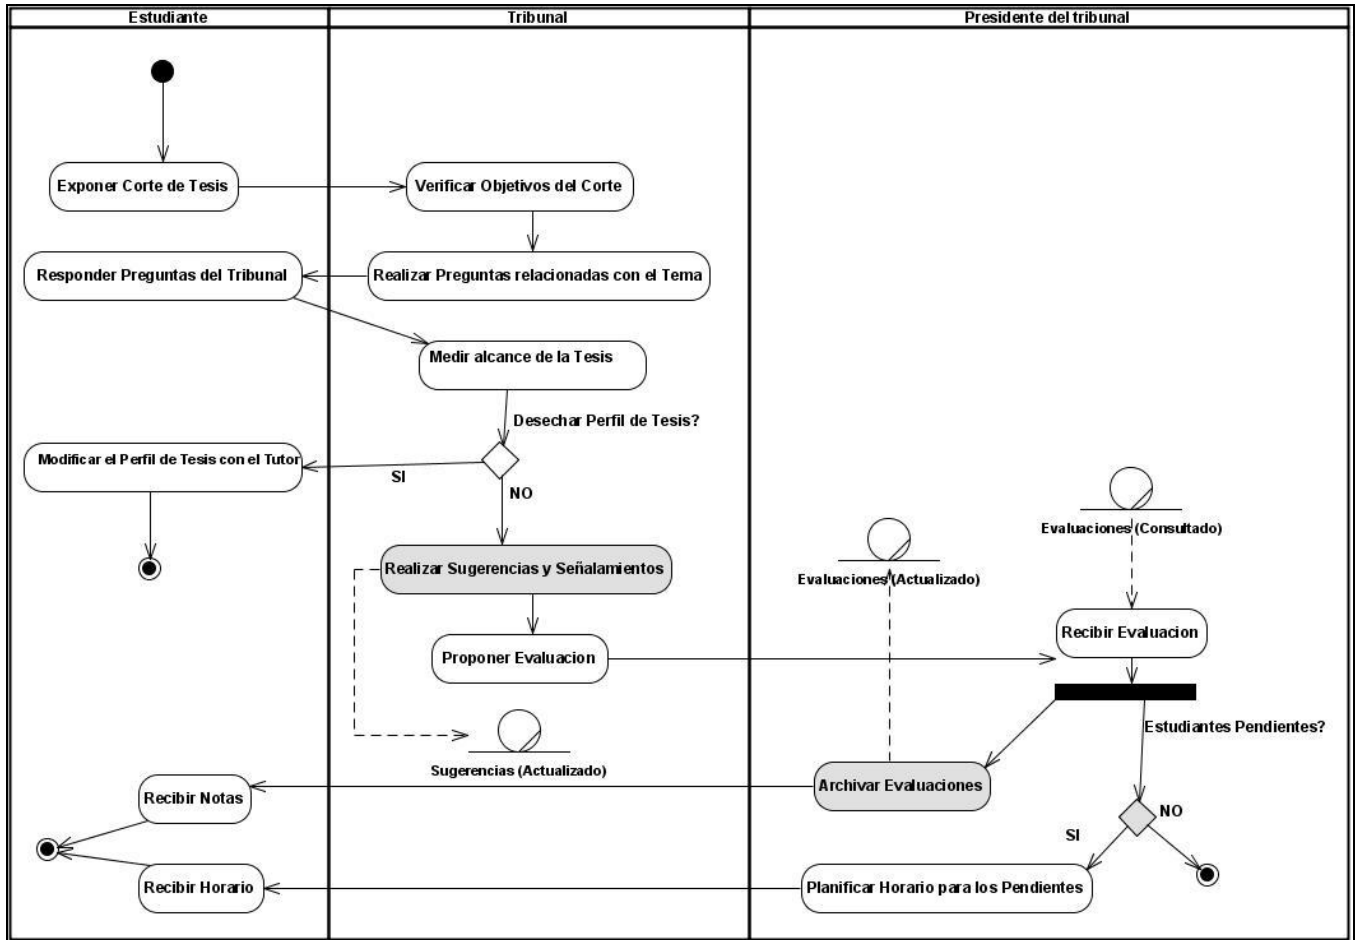 Estudiante
Tribunal
Presidente del tribunal
Exponer Corte de Tesis
Verificar Objetivos del Corte
Responder Preguntas del Tribunal
Realizar Preguntas relacionadas con el Tema
Medir alcance de la Tesis
Desechar Perfil de Tesis?
Modificar el Perfil de Tesis con el Tutor
SI
NO
Evaluaciones (Consultado)
Evaluaciones (Actualizado)
Realizar Sugerencias y Señalamientos
Recibir Evaluacion
Proponer Evaluacion
Estudiantes Pendientes?
Sugerencias (Actualizado)
Archivar Evaluaciones
Recibir Notas
NO
SI
Recibir Horario
Planificar Horario para los Pendientes